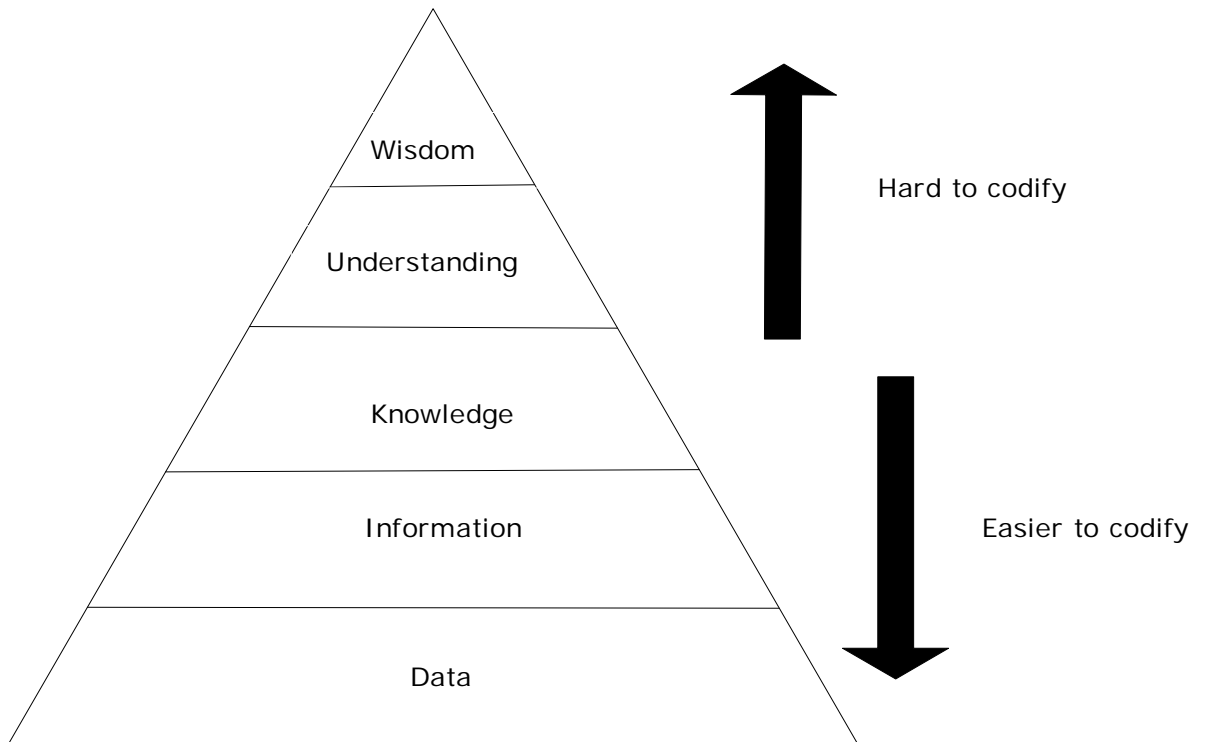 Wisdom
Hard to codify
Understanding
Knowledge
Information
Easier to codify
Data